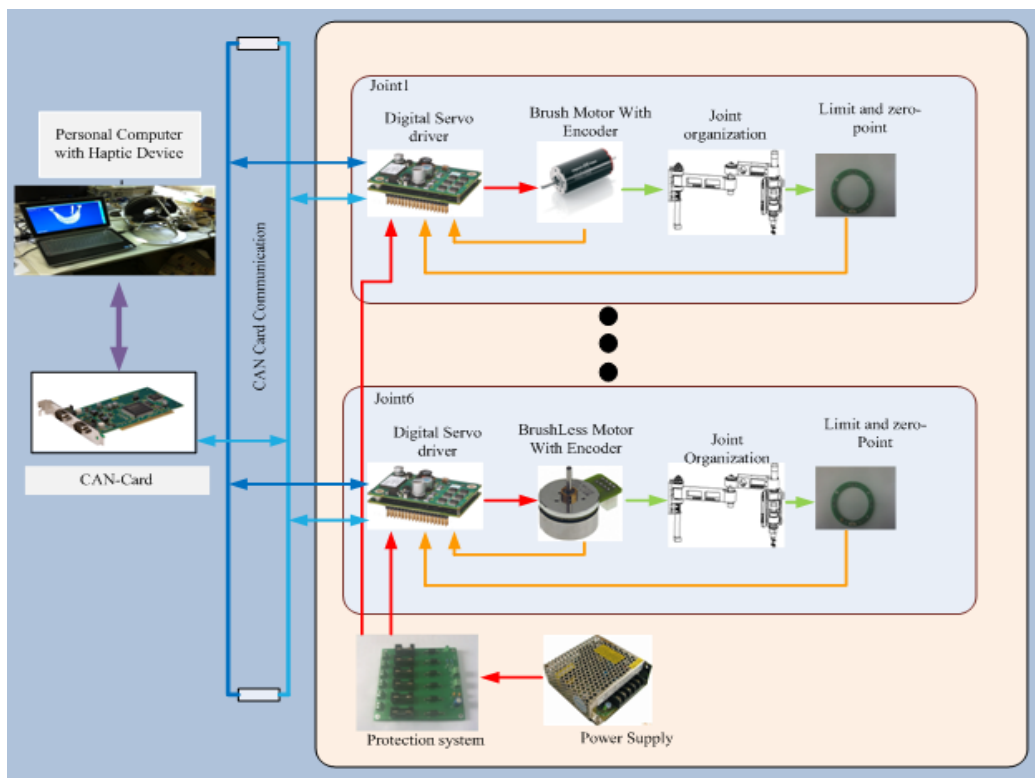 Personal Computer
with Haptic Device
CAN-Card
CAN Card Communication
Joint1
Digital Servo
driver
Brush Motor With
Encoder
Joint
organization
Limit and zero-
point
Joint6
Digital Servo
driver
BrushLess Motor
With Encoder
Joint
Organization
Limit and zero-
Point
Protection system
Power Supply